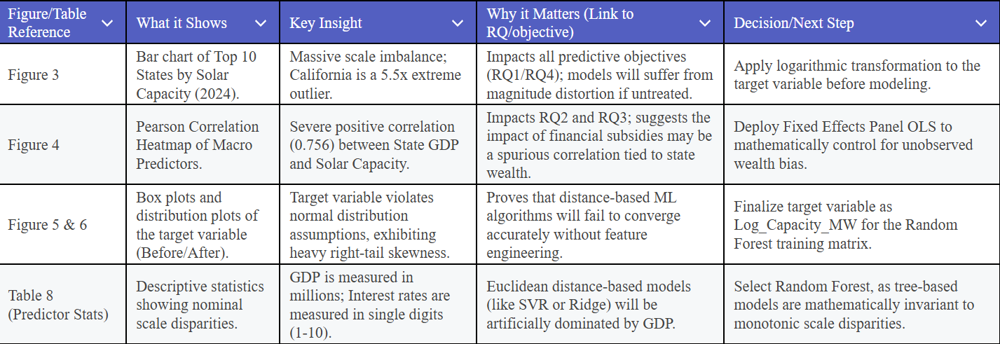 Figure/Table
Reference
What it Shows
Key Insight
Why it Matters (Link to
RQ/objective)
Decision/Next Step
Figure 3
Bar chart of Top 10
States by Solar
Capacity (2024).
Massive scale imbalance;
California is a 5.5x extreme
outlier.
Impacts all predictive objectives
(RQ1/RQ4); models will suffer from
magnitude distortion if untreated.
Apply logarithmic transformation to the
target variable before modeling.
Figure 4
Pearson Correlation
Heatmap of Macro
Predictors.
Severe positive correlation
(0.756) between State GDP
and Solar Capacity.
Impacts RQ2 and RQ3; suggests the
impact of financial subsidies may be
a spurious correlation tied to state
wealth.
Deploy Fixed Effects Panel OLS to
mathematically control for unobserved
wealth bias.
Figure 5 & 6
Box plots and
distribution plots of
the target variable
(Before/After).
Target variable violates
normal distribution
assumptions, exhibiting
heavy right-tail skewness.
Proves that distance-based ML
algorithms will fail to converge
accurately without feature
engineering.
Finalize target variable as
Log_Capacity_MW for the Random
Forest training matrix.
Table 8
(Predictor Stats)
Descriptive statistics
showing nominal
scale disparities.
GDP is measured in
millions; Interest rates are
measured in single digits
(1-10).
Euclidean distance-based models
(like SVR or Ridge) will be
artificially dominated by GDP.
Select Random Forest, as tree-based
models are mathematically invariant to
monotonic scale disparities.